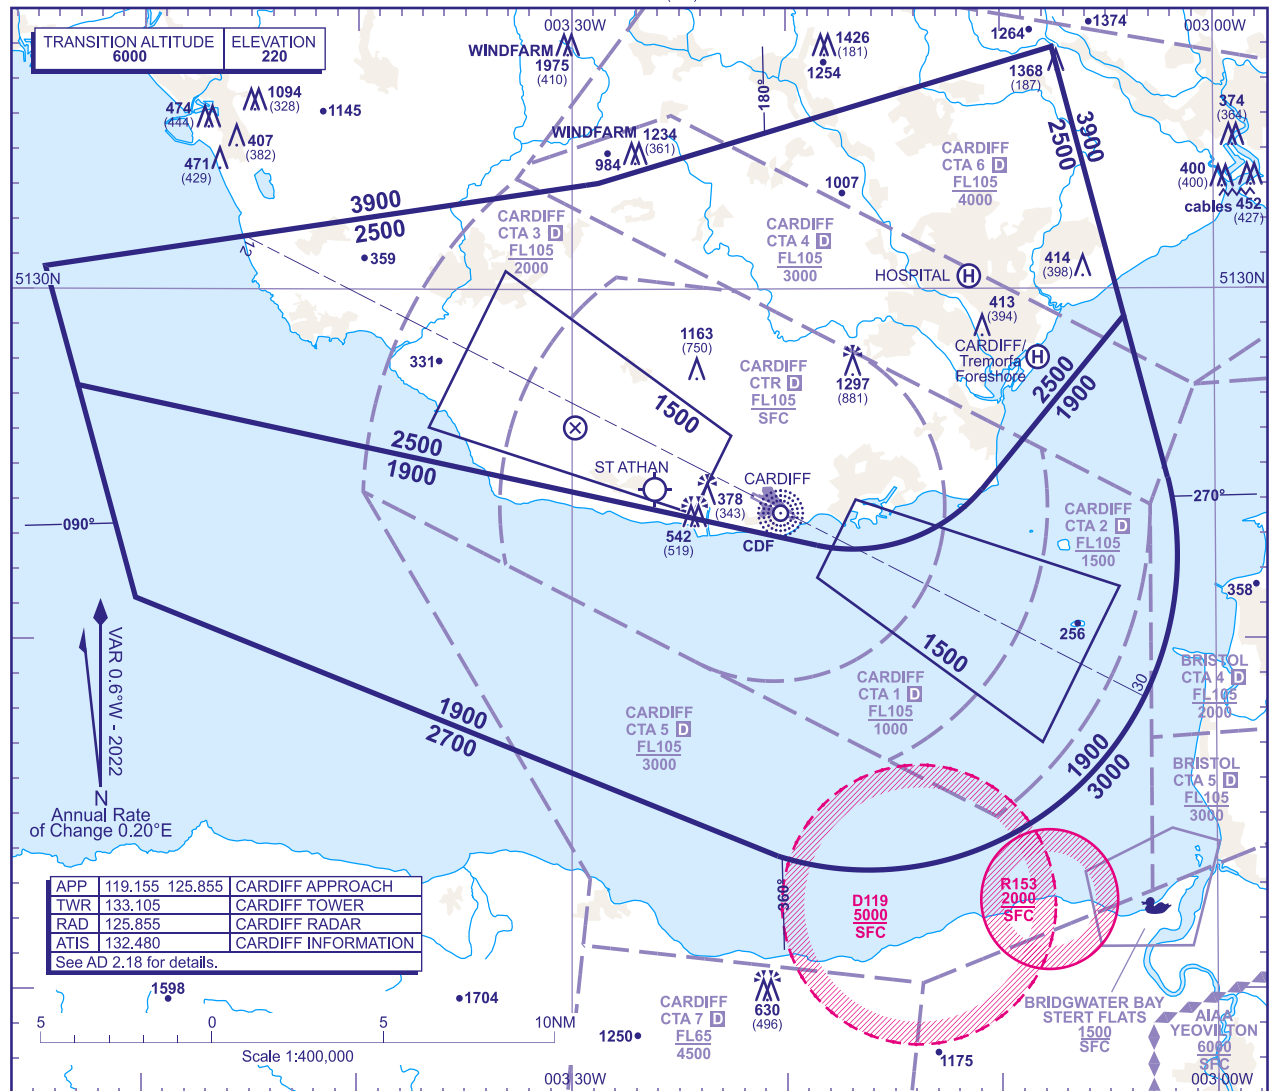 003 30W
003 00W
TRANSITION ALTITUDE
6000
ELEVATION
220
WINDFARM
1975
(410)
1426
(181)
1254
1264
1374
1368
(187)
180°
474
(444)
1094
(328)
1145
407
(382)
471
(429)
WINDFARM 1234
(361)
984
374
(364)
400
(400)
cables 452
(427)
3900
2500
3900
2500
CARDIFF
CTA 6 D
FL105
4000
1007
CARDIFF
CTA 3 D
FL105
2000
CARDIFF
CTA 4 D
FL105
3000
359
12
5130N
5130N
HOSPITAL H
414
(398)
413
(394)
CARDIFF/
Tremorfa
Foreshore
H
331
1163
(750)
CARDIFF
CTR D
FL105
SFC
1297
(881)
2500
1900
1500
2500
1900
ST ATHAN
CARDIFF
378
(343)
542
(519)
CDF
090°
270°
CARDIFF
CTA 2 D
FL105
1500
358
256
1500
30
VAR 0.6°W - 2022
N
Annual Rate
of Change 0.20°E
BRISTOL
CTA 4 D
FL105
2000
CARDIFF
CTA 1 D
FL105
1000
CARDIFF
CTA 5 D
FL105
3000
1900
2700
1900
3000
BRISTOL
CTA 5 D
FL105
3000
APP 119.155 125.855 CARDIFF APPROACH
TWR 133.105 CARDIFF TOWER
RAD 125.855 CARDIFF RADAR
ATIS 132.480 CARDIFF INFORMATION
See AD 2.18 for details.
360°
D119
5000
SFC
R153
2000
SFC
1598
1704
630
(496)
1250
CARDIFF
CTA 7 D
FL65
4500
1175
BRIDGWATER BAY
STERT FLATS
1500
SFC
AIAA
YEOVILTON
6000
SFC
5 0 5 10NM
Scale 1:400,000
003 30W
003 00W